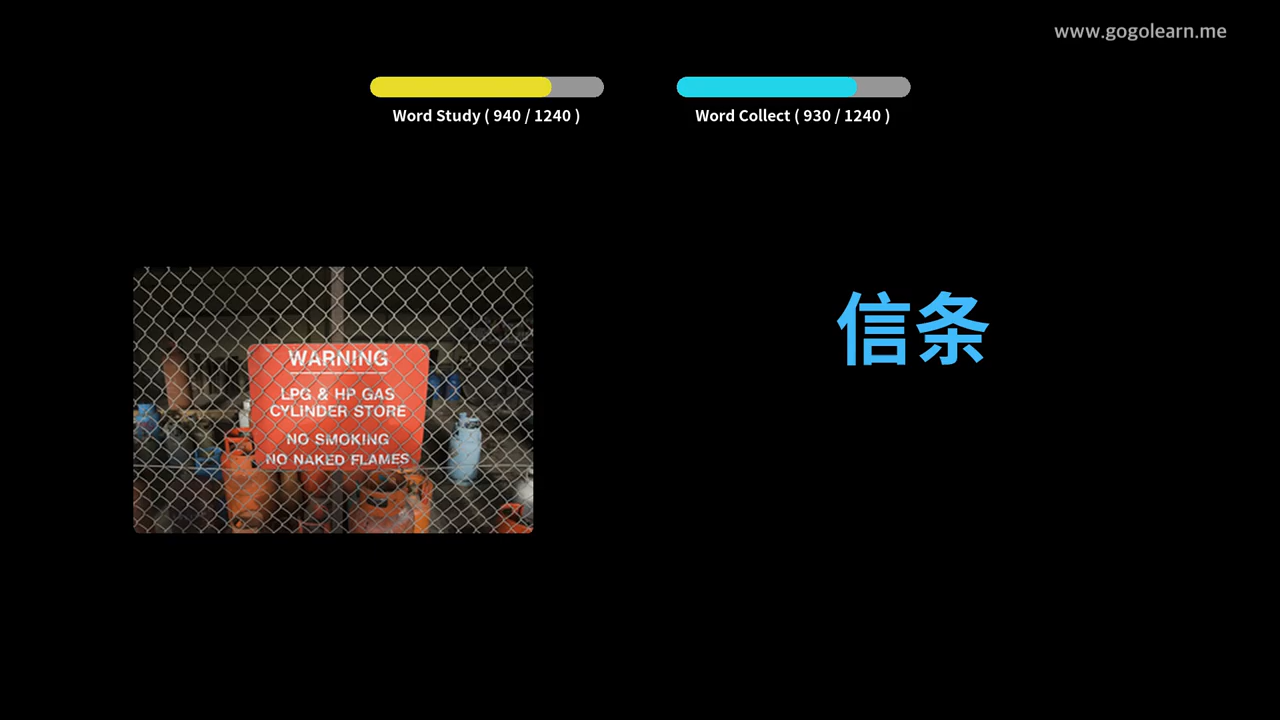 www.gogolearn.me
Word Study ( 940 / 1240 )
Word Collect ( 930 / 1240 )
信条
WARNING
LPG & HP GAS
CYLINDER STORE
NO SMOKING
NO NAKED FLAMES